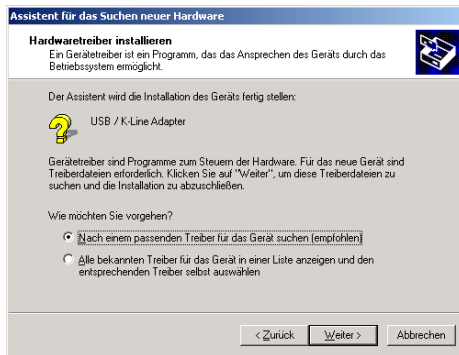 Assistent für das Suchen neuer Hardware
Hardwaretreiber installieren
Ein Gerätetreiber ist ein Programm, das das Ansprechen des Geräts durch das
Betriebssystem ermöglicht.
Der Assistent wird die Installation des Geräts fertig stellen:
USB / K-Line Adapter
Gerätetreiber sind Programme zum Steuern der Hardware. Für das neue Gerät sind
Treiberdateien erforderlich. Klicken Sie auf "Weiter", um diese Treiberdateien zu
suchen und die Installation zu abzuschließen.
Wie möchten Sie vorgehen?
Nach einem passenden Treiber für das Gerät suchen (empfohlen)
Alle bekannten Treiber für das Gerät in einer Liste anzeigen und den
entsprechenden Treiber selbst auswählen
< Zurück Weiter > Abbrechen